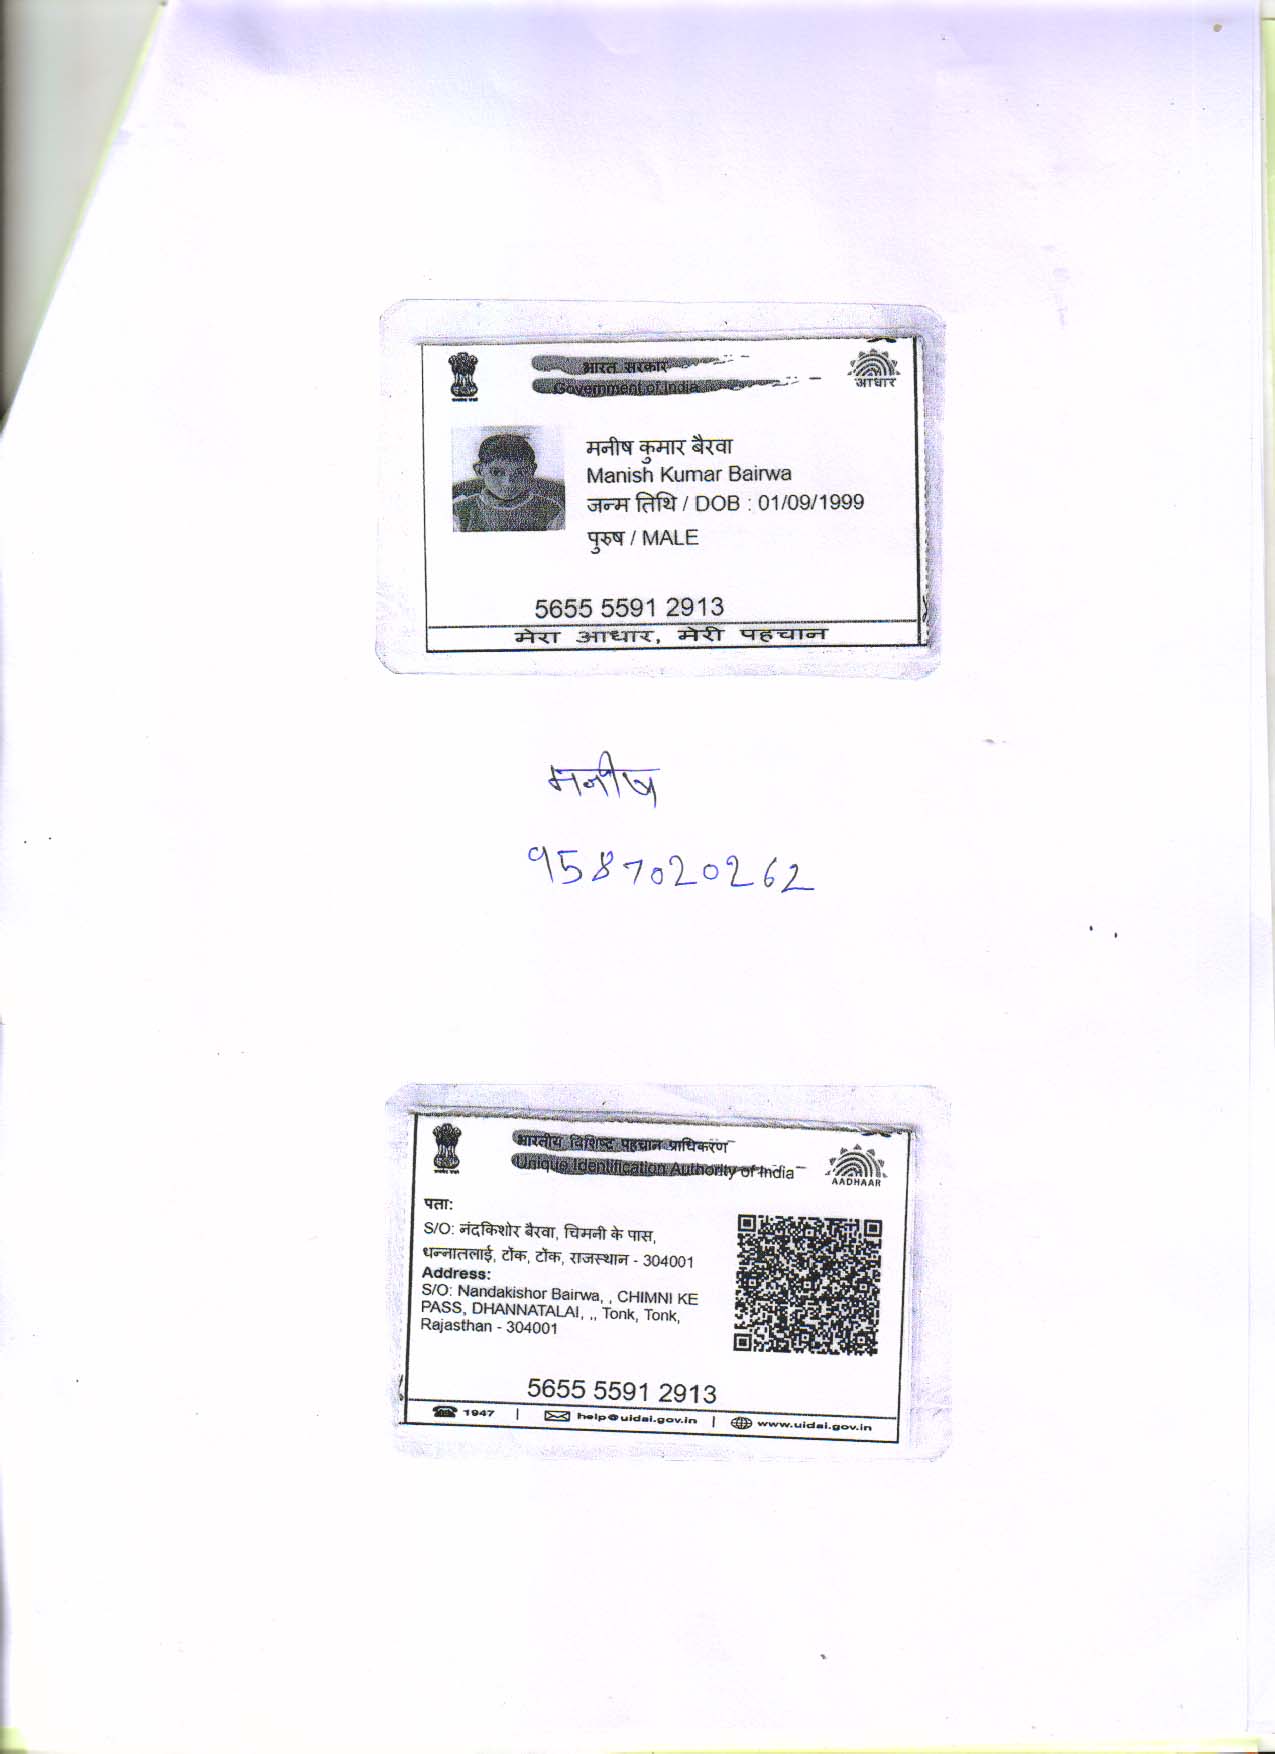 भारत सरकार
Government of India
आधार
मनीष कुमार बैरवा
Manish Kumar Bairwa
जन्म तिथि / DOB : 01/09/1999
पुरुष / MALE
5655 5591 2913
मेरा आधार, मेरी पहचान
मनीष
9587020262
भारतीय विशिष्ट पहचान प्राधिकरण
Unique Identification Authority of India
AADHAAR
पता:
S/O: नंदकिशोर बैरवा, चिमनी के पास,
धन्नातलाई, टोंक, टोंक, राजस्थान - 304001
Address:
S/O: Nandakishor Bairwa, , CHIMNI KE
PASS, DHANNATALAI, ,, Tonk, Tonk,
Rajasthan - 304001
5655 5591 2913
1947 | help@uidai.gov.in | www.uidai.gov.in